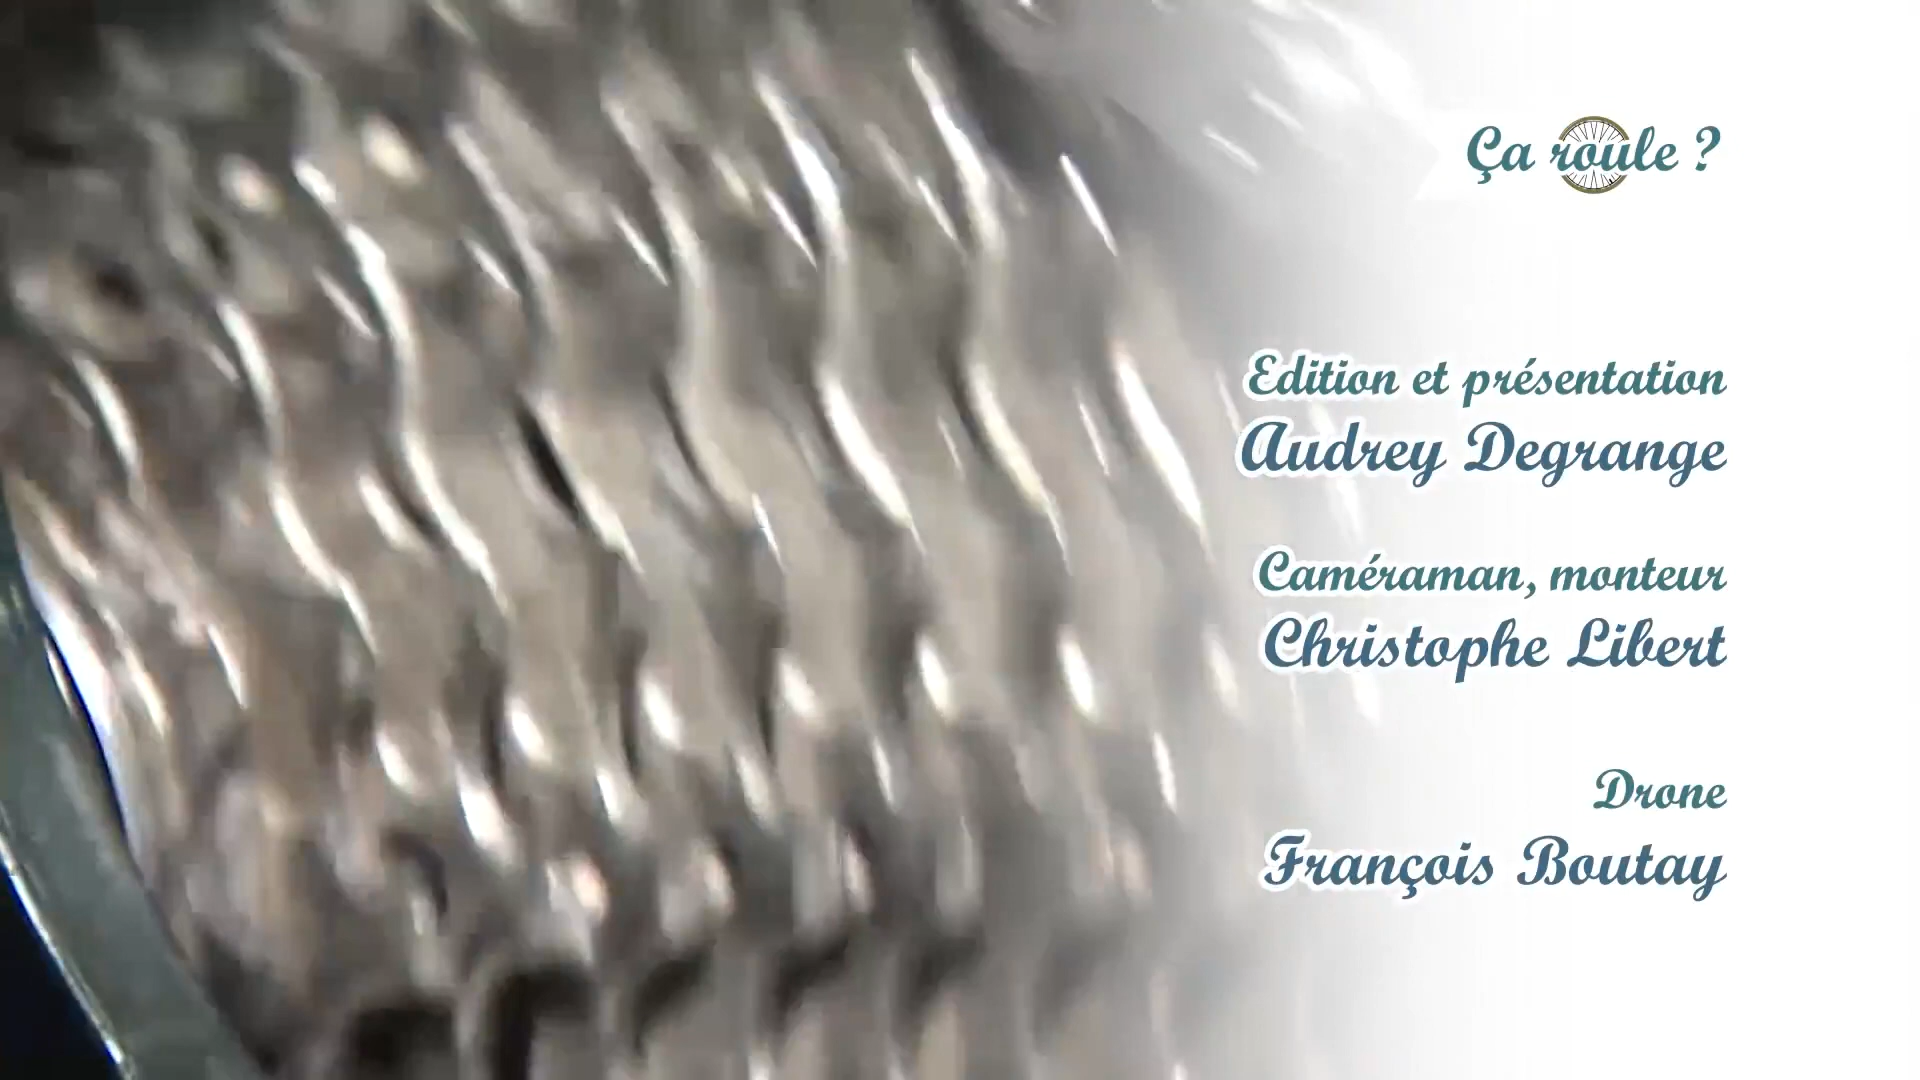 Ça roule ?
Edition et présentation
Audrey Degrange
Caméraman, monteur
Christophe Libert
Drone
François Boutay